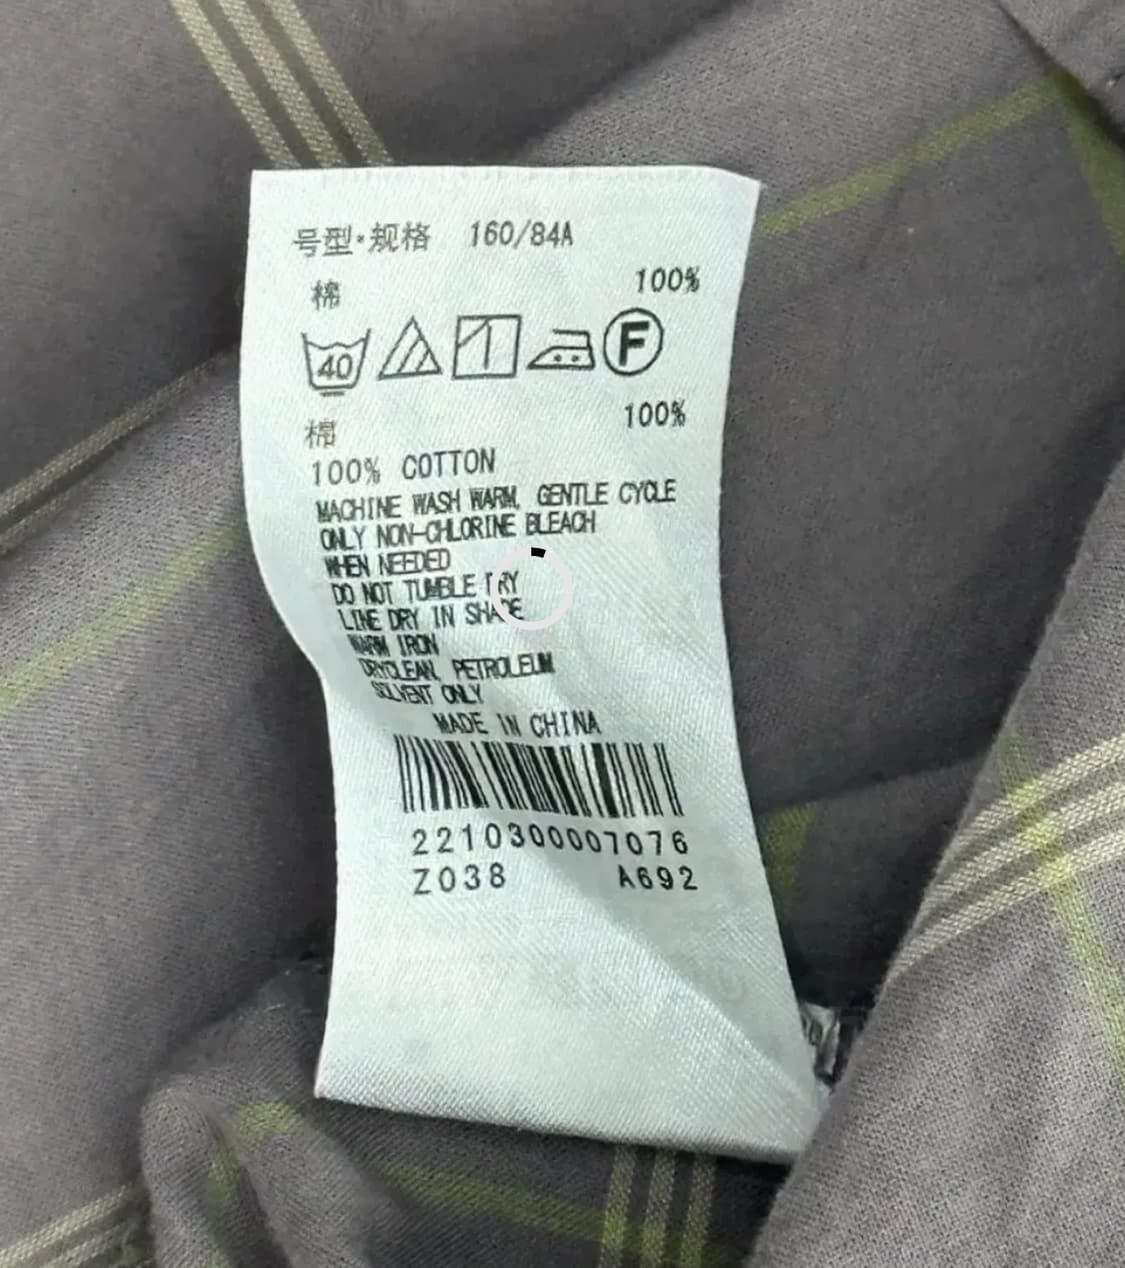 号型·规格 160/84A
棉 100%
40 F
棉 100%
100% COTTON
MACHINE WASH WARM, GENTLE CYCLE
ONLY NON-CHLORINE BLEACH
WHEN NEEDED
DO NOT TUMBLE DRY
LINE DRY IN SHADE
WARM IRON
DRYCLEAN, PETROLEUM
SOLVENT ONLY
MADE IN CHINA
2210300007076
Z038 A692